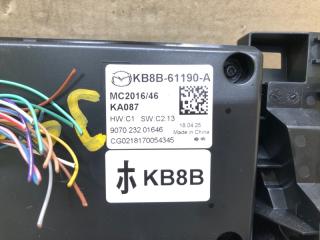 KB8B-61190-A
MC2016/46
KA087
HW:C1 SW:C2.13
9070 232 01646
18.04.25
Made in China
CG0218170054345
KB8B